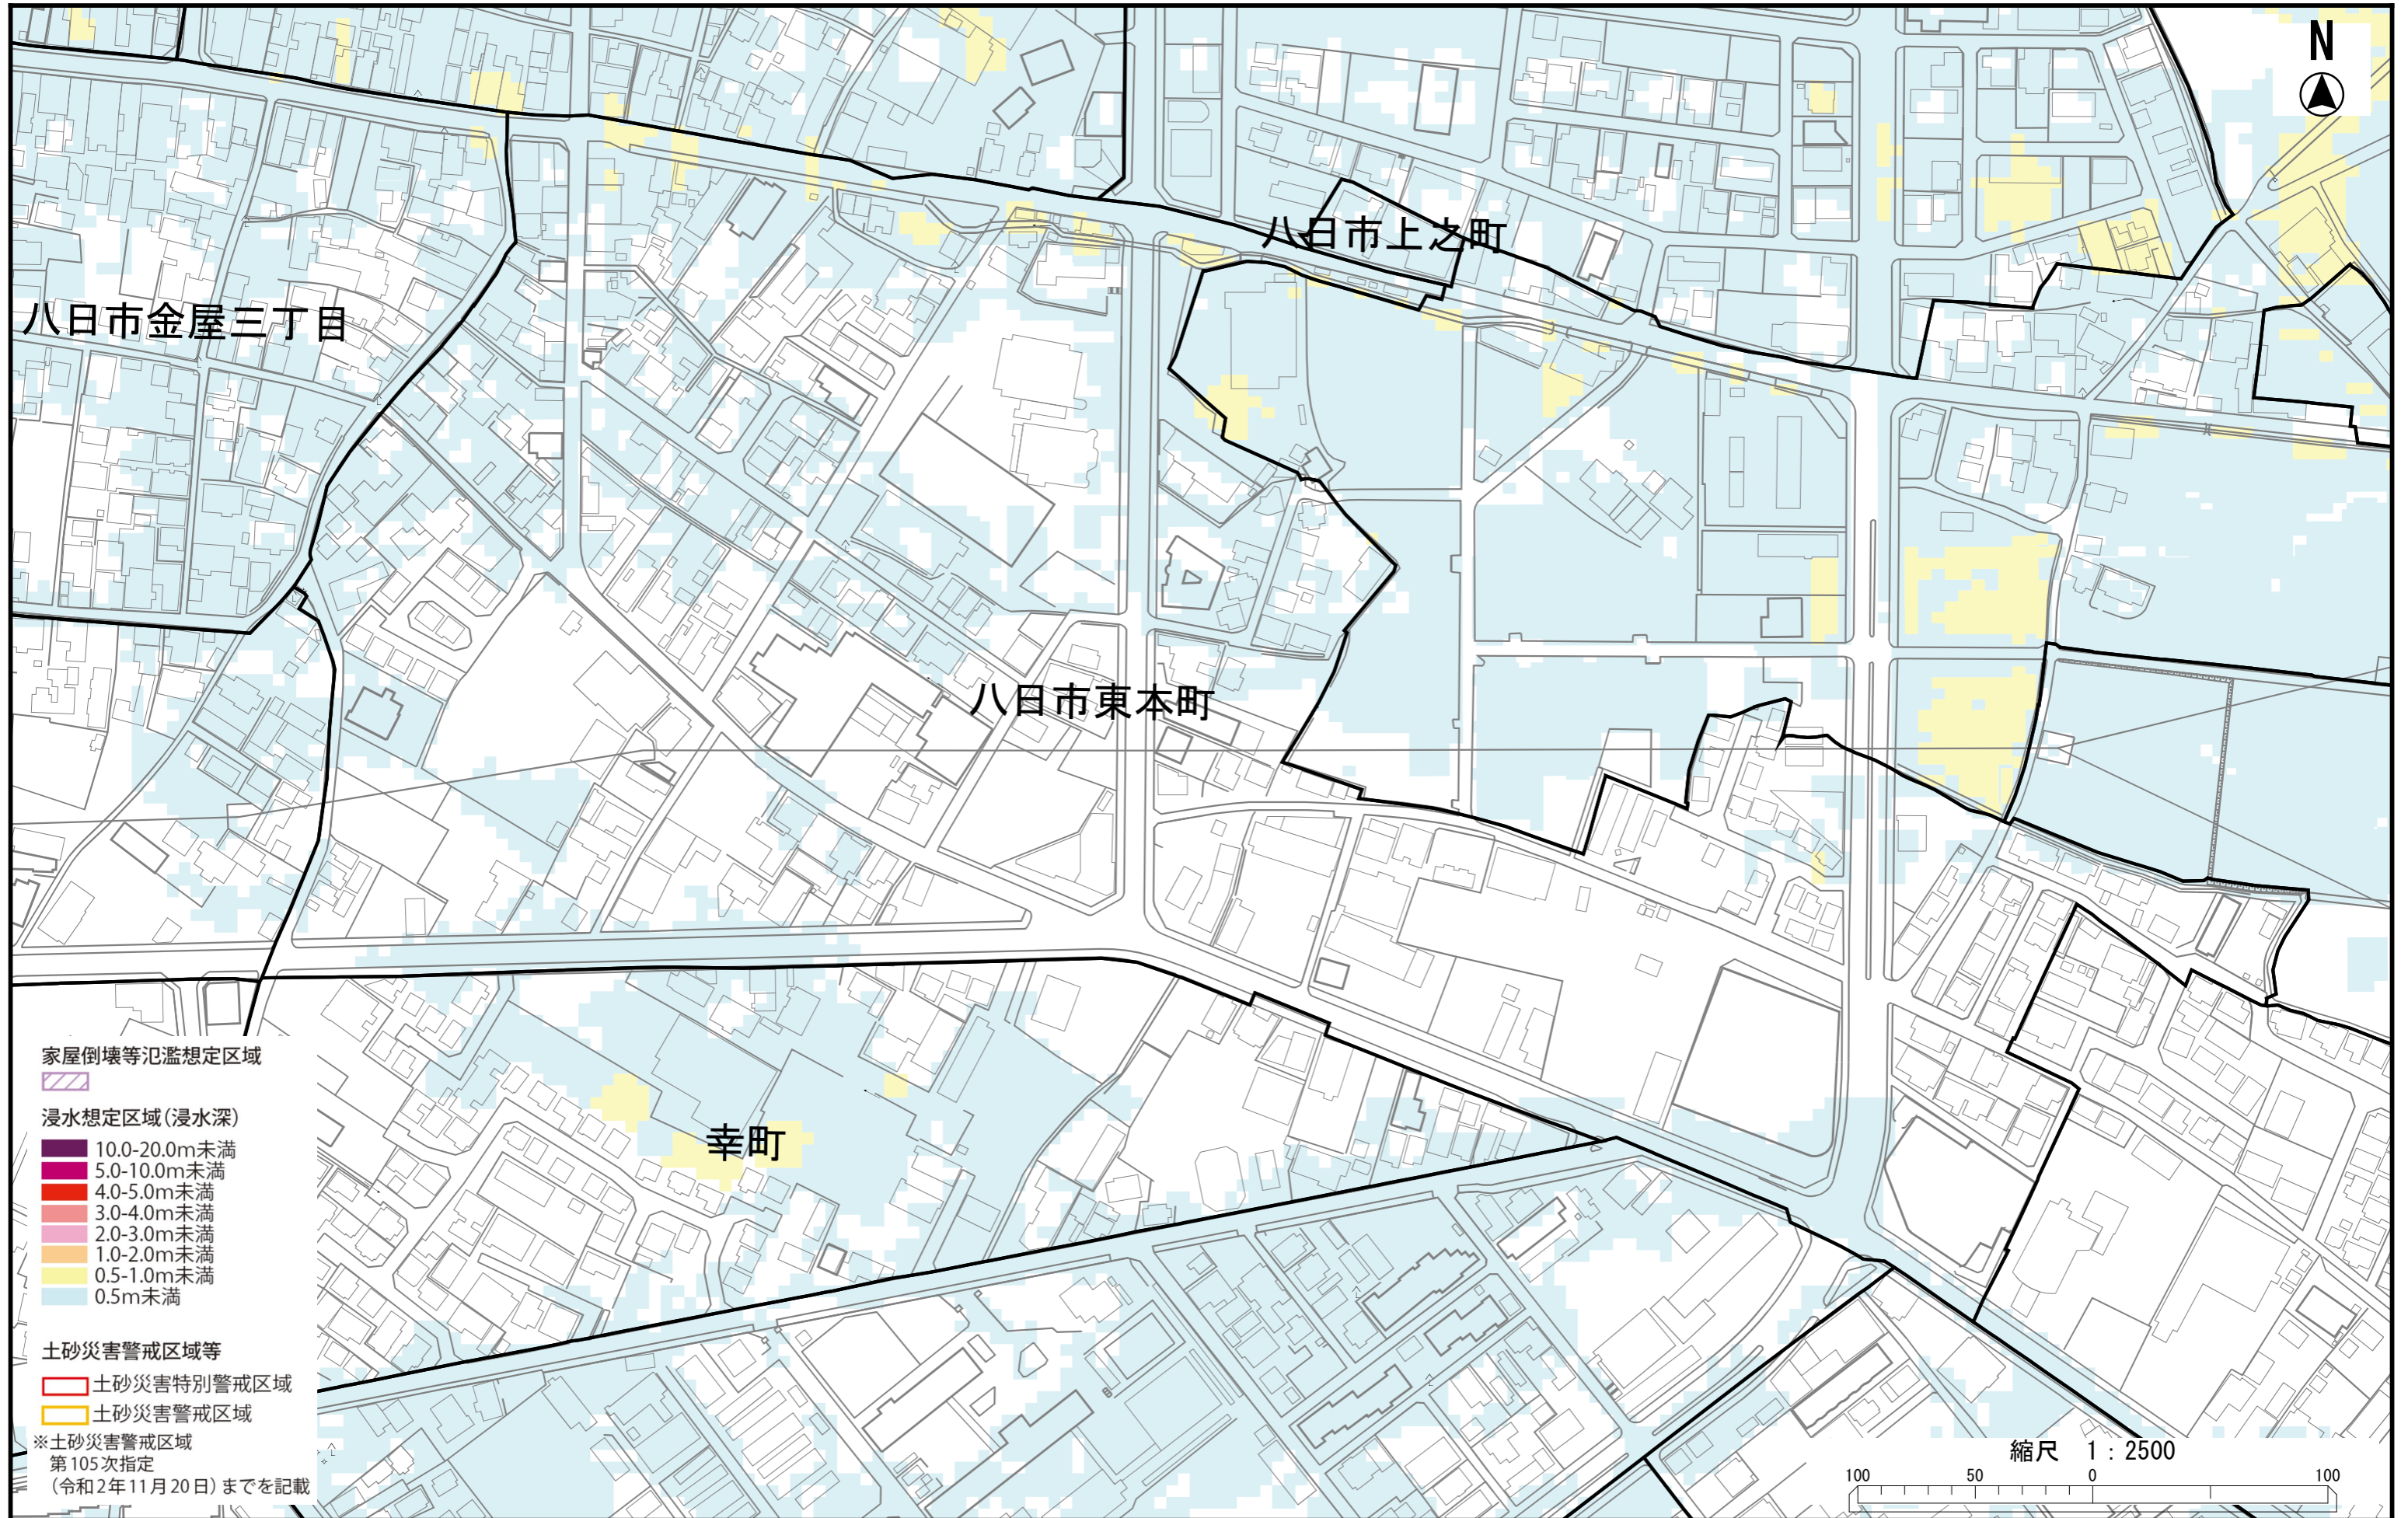 N
八日市上之町
八日市金屋三丁目
八日市東本町
幸町
家屋倒壊等氾濫想定区域
浸水想定区域(浸水深)
10.0-20.0m未満
5.0-10.0m未満
4.0-5.0m未満
3.0-4.0m未満
2.0-3.0m未満
1.0-2.0m未満
0.5-1.0m未満
0.5m未満
土砂災害警戒区域等
土砂災害特別警戒区域
土砂災害警戒区域
※土砂災害警戒区域
第105次指定
(令和2年11月20日)までを記載
縮尺 1:2500
100 50 0 100